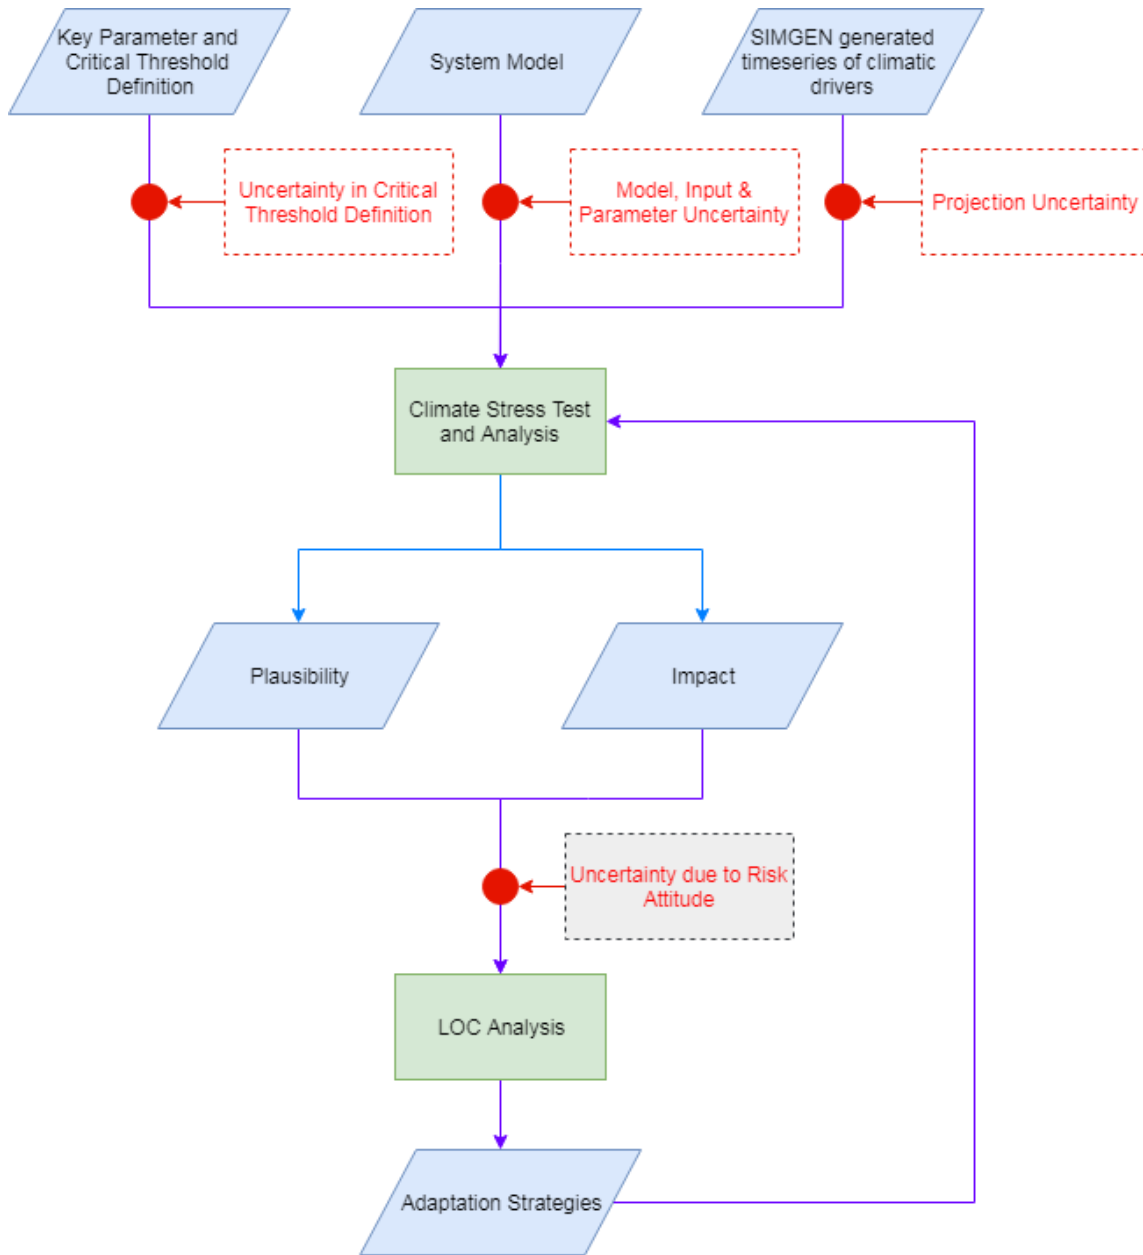 Key Parameter and
Critical Threshold
Definition
System Model
SIMGEN generated
timeseries of climatic
drivers
Uncertainty in Critical
Threshold Definition
Model, Input &
Parameter Uncertainty
Projection Uncertainty
Climate Stress Test
and Analysis
Plausibility
Impact
Uncertainty due to Risk
Attitude
LOC Analysis
Adaptation Strategies